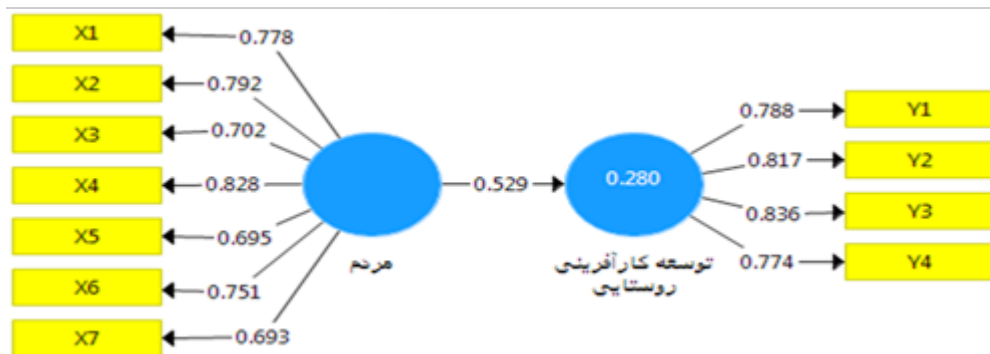 X1
X2
X3
X4
X5
X6
X7
0.778
0.792
0.702
0.828
0.695
0.751
0.693
مردم
0.529
0.280
توسعه کارآفرینی
روستایی
0.788
0.817
0.836
0.774
Y1
Y2
Y3
Y4